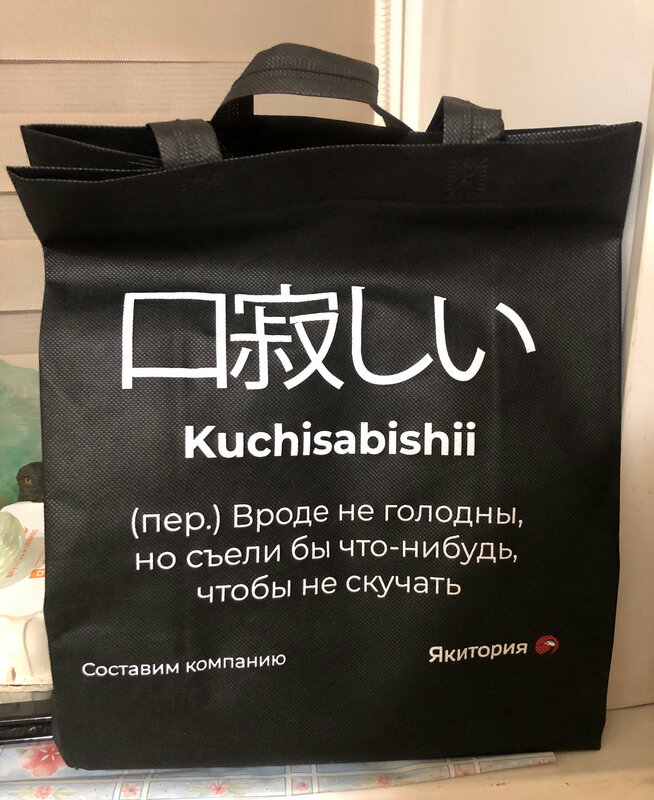 口寂しい
Kuchisabishii
(пер.) Вроде не голодны,
но съели бы что-нибудь,
чтобы не скучать
Составим компанию
Якитория